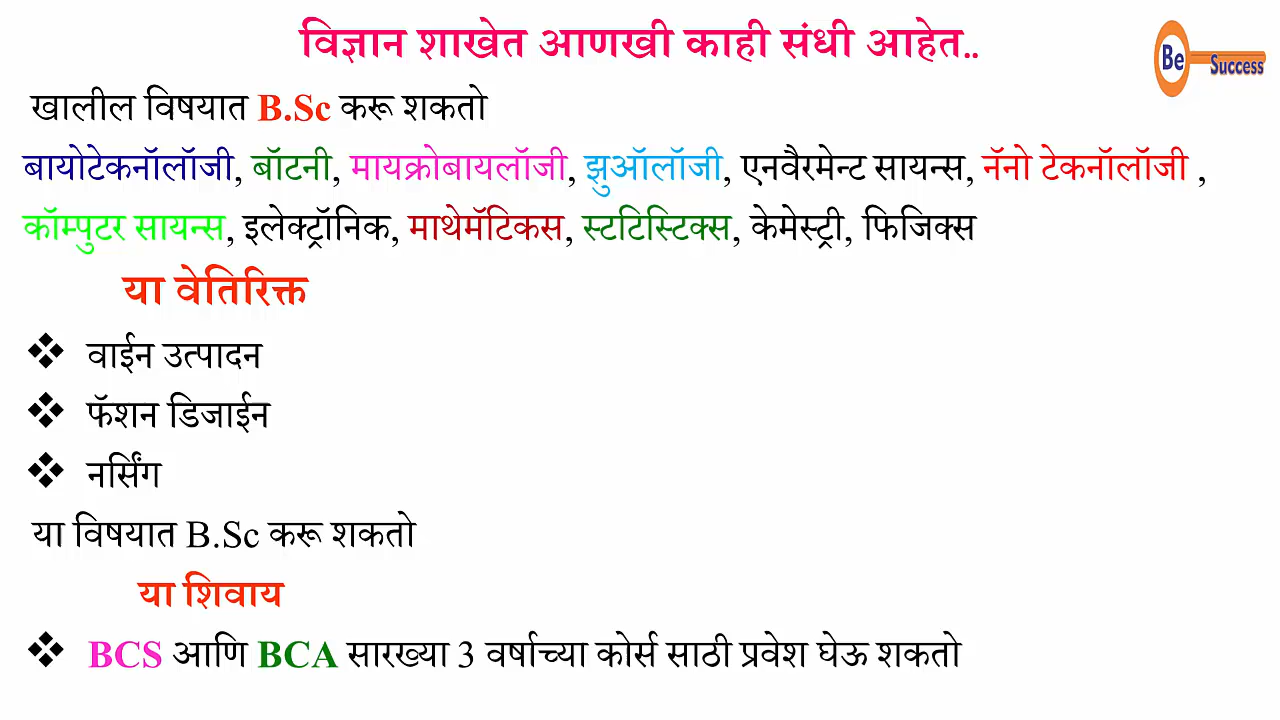 विज्ञान शाखेत आणखी काही संधी आहेत..
Be Success
खालील विषयात B.Sc करू शकतो
बायोटेकनॉलॉजी, बॉटनी, मायक्रोबायलॉजी, झुऑलॉजी, एनवैरमेन्ट सायन्स, नॅनो टेकनॉलॉजी ,
कॉम्पुटर सायन्स, इलेक्ट्रॉनिक, माथेमॅटिकस, स्टटिस्टिक्स, केमेस्ट्री, फिजिक्स
या वेतिरिक्त
❖ वाईन उत्पादन
❖ फॅशन डिजाईन
❖ नर्सिंग
या विषयात B.Sc करू शकतो
या शिवाय
❖ BCS आणि BCA सारख्या 3 वर्षाच्या कोर्स साठी प्रवेश घेऊ शकतो